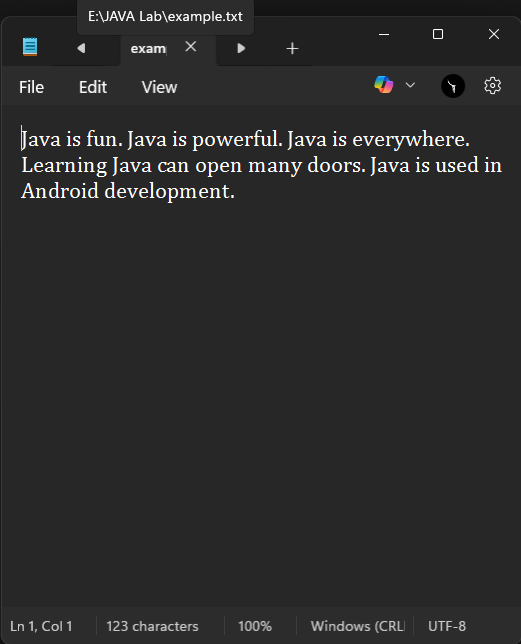 E:\JAVA Lab\example.txt
exam
File Edit View
Java is fun. Java is powerful. Java is everywhere.
Learning Java can open many doors. Java is used in
Android development.
Ln 1, Col 1 123 characters 100% Windows (CRL UTF-8